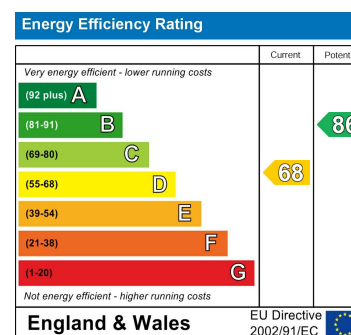 Energy Efficiency Rating
Current
Very energy efficient - lower running costs
(92 plus) A
(81-91) B
86
(69-80) C
68
(55-68) D
(39-54) E
(21-38) F
(1-20) G
Not energy efficient - higher running costs
England & Wales
EU Directive
2002/91/EC